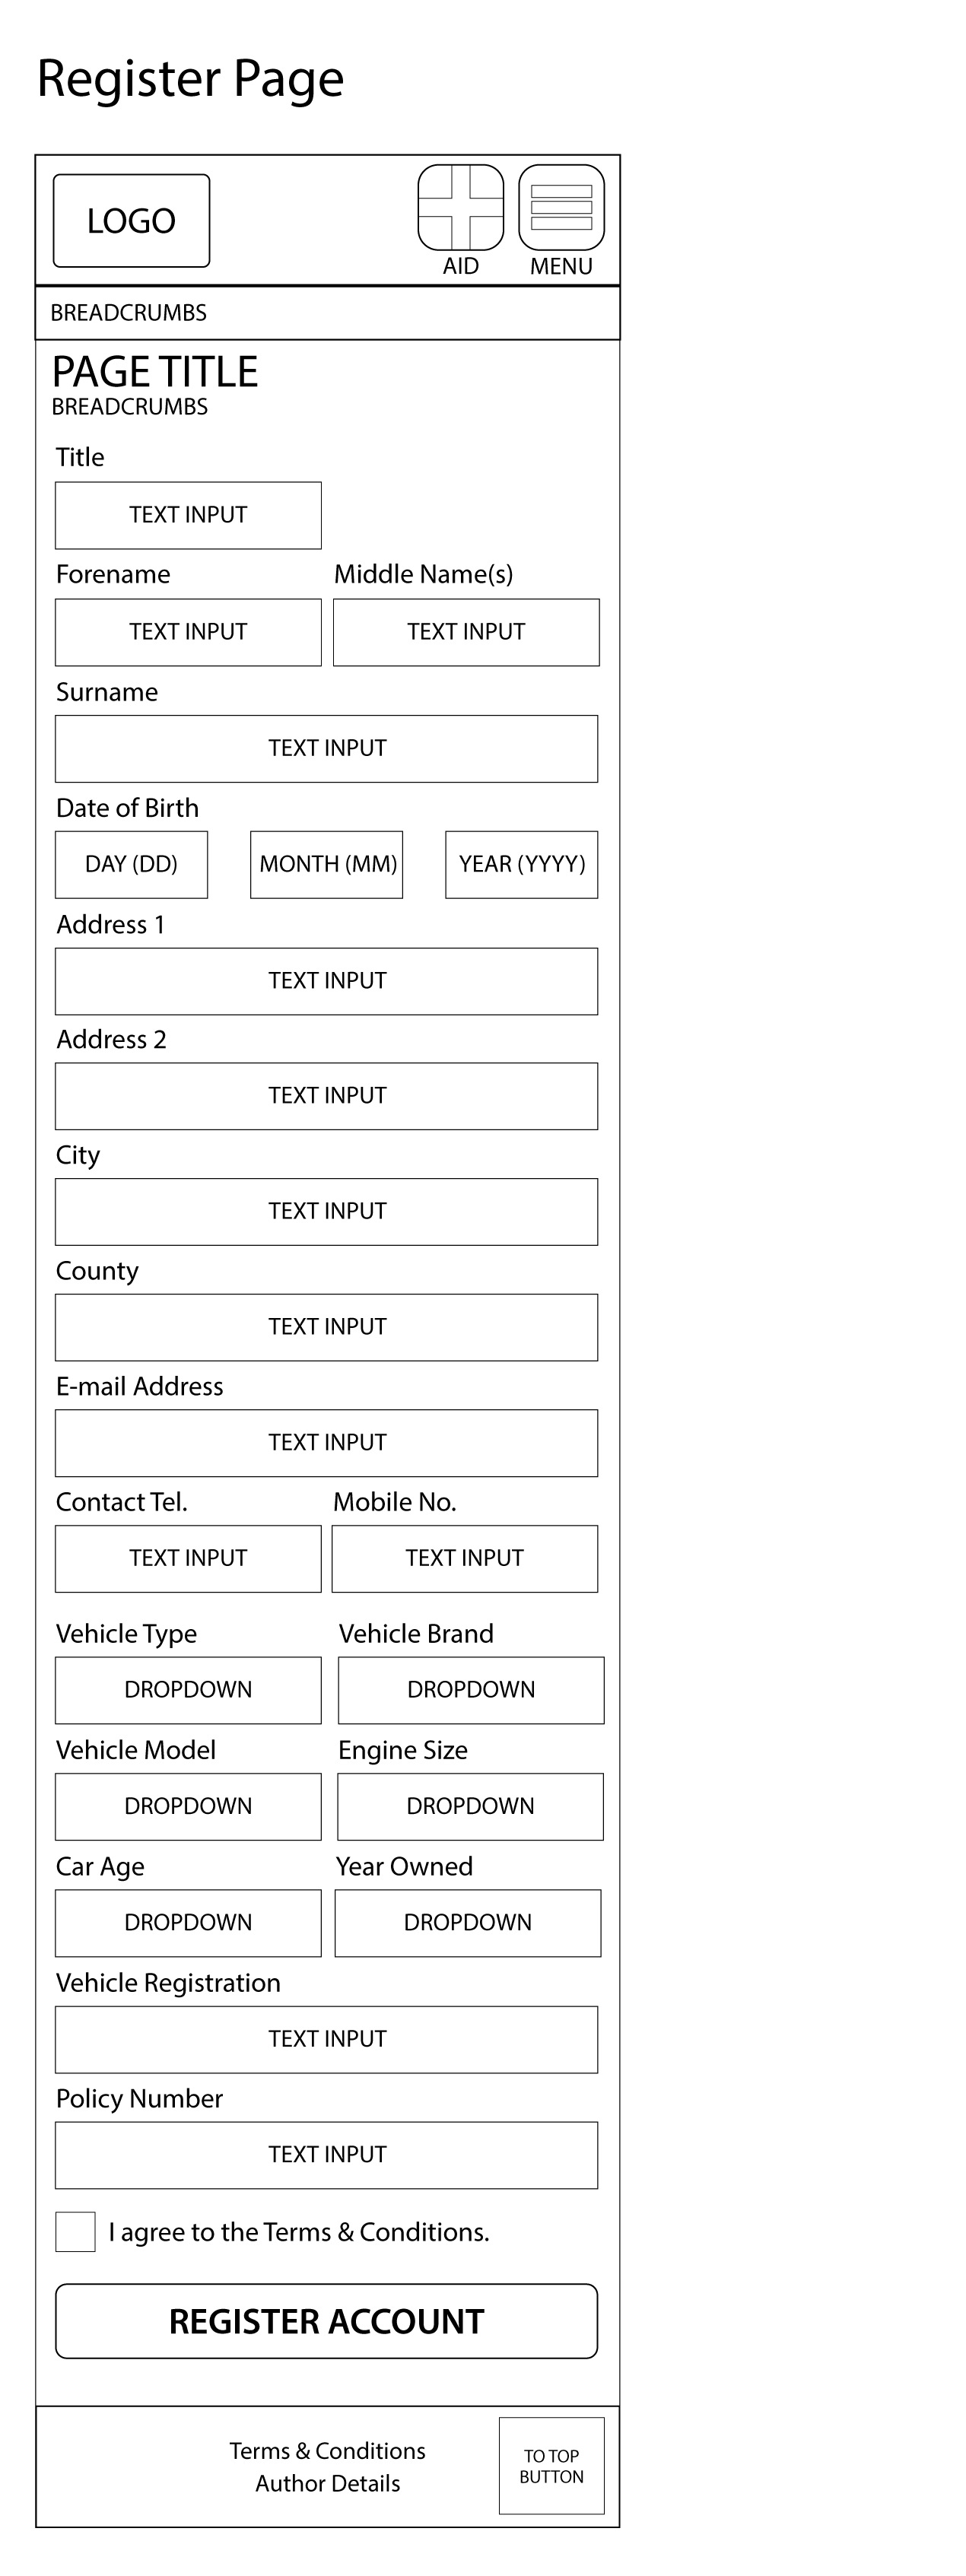 Register Page
LOGO
AID MENU
BREADCRUMBS
PAGE TITLE
BREADCRUMBS
Title
TEXT INPUT
Forename Middle Name(s)
TEXT INPUT TEXT INPUT
Surname
TEXT INPUT
Date of Birth
DAY (DD) MONTH (MM) YEAR (YYYY)
Address 1
TEXT INPUT
Address 2
TEXT INPUT
City
TEXT INPUT
County
TEXT INPUT
E-mail Address
TEXT INPUT
Contact Tel. Mobile No.
TEXT INPUT TEXT INPUT
Vehicle Type Vehicle Brand
DROPDOWN DROPDOWN
Vehicle Model Engine Size
DROPDOWN DROPDOWN
Car Age Year Owned
DROPDOWN DROPDOWN
Vehicle Registration
TEXT INPUT
Policy Number
TEXT INPUT
I agree to the Terms & Conditions.
REGISTER ACCOUNT
Terms & Conditions
Author Details
TO TOP
BUTTON